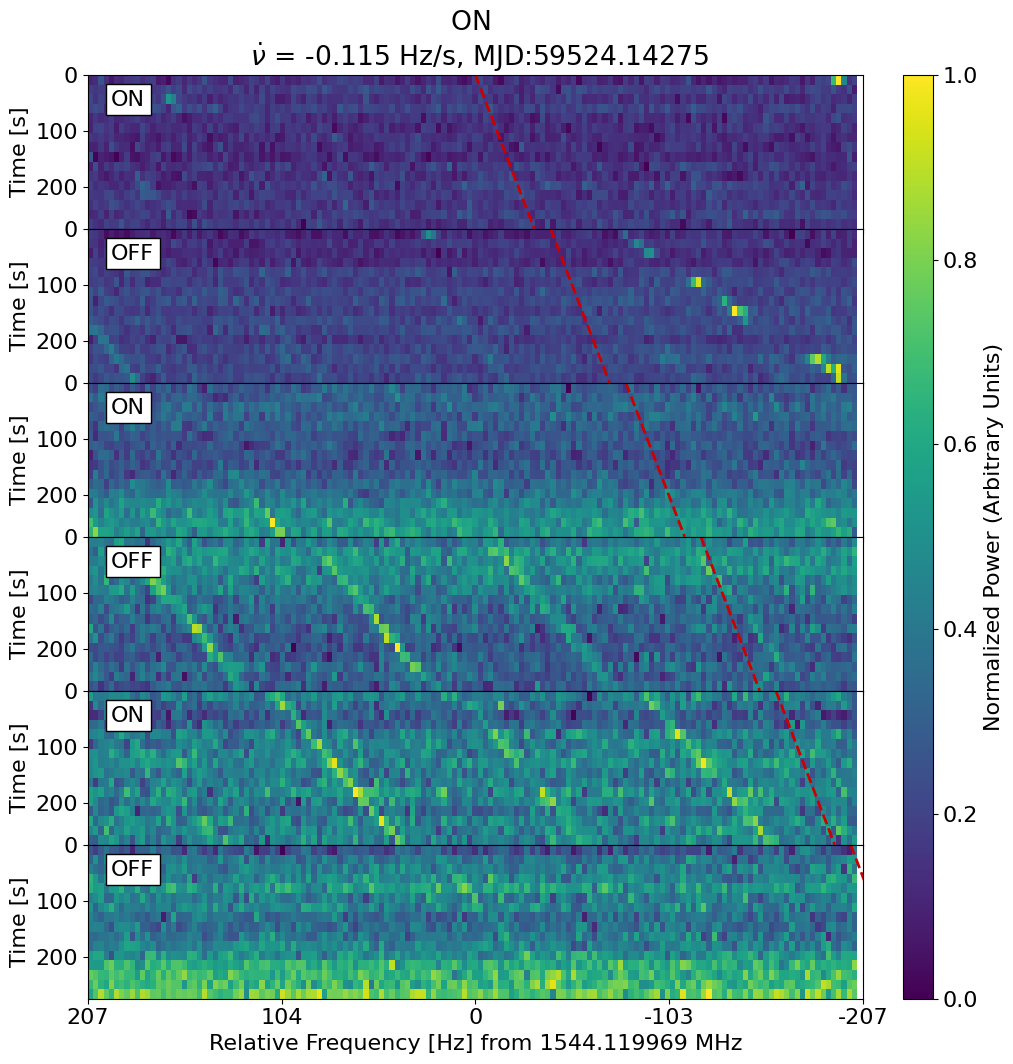 ON
ν̇ = -0.115 Hz/s, MJD:59524.14275
0
ON
Time [s]
100
200
0
OFF
Time [s]
100
200
0
ON
Time [s]
100
200
0
OFF
Time [s]
100
200
0
ON
Time [s]
100
200
0
OFF
Time [s]
100
200
207 104 0 -103 -207
Relative Frequency [Hz] from 1544.119969 MHz
1.0
0.8
0.6
0.4
0.2
0.0
Normalized Power (Arbitrary Units)